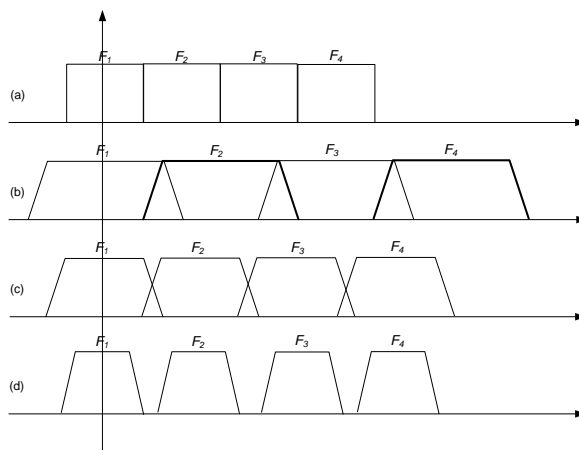 F₁ F₂ F₃ F₄
(a)
F₁ F₂ F₃ F₄
(b)
F₁ F₂ F₃ F₄
(c)
F₁ F₂ F₃ F₄
(d)